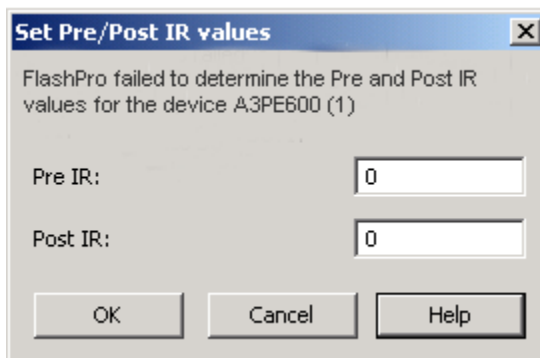 Set Pre/Post IR values
FlashPro failed to determine the Pre and Post IR
values for the device A3PE600 (1)
Pre IR:
0
Post IR:
0
OK
Cancel
Help